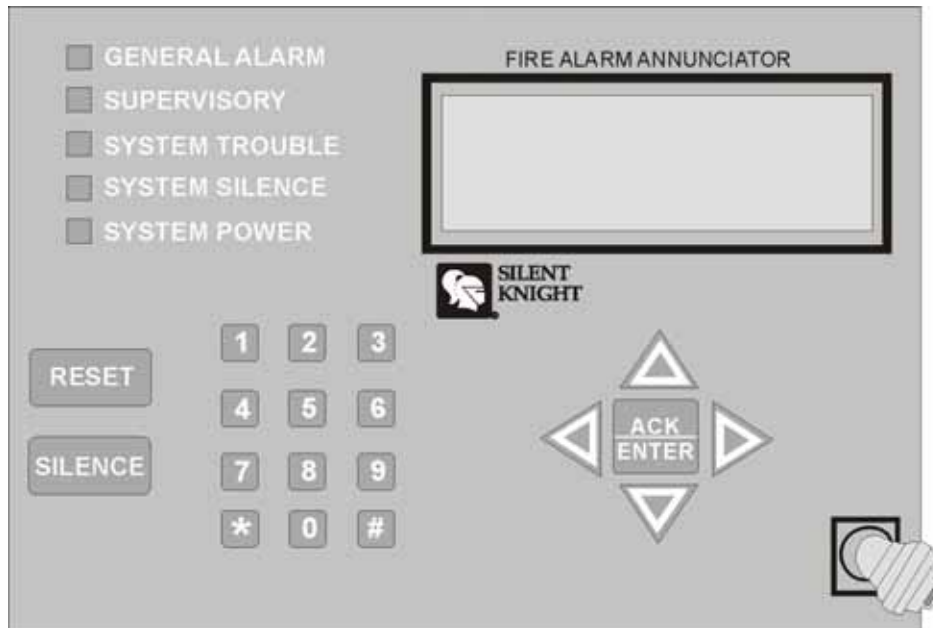 GENERAL ALARM
SUPERVISORY
SYSTEM TROUBLE
SYSTEM SILENCE
SYSTEM POWER
FIRE ALARM ANNUNCIATOR
SILENT
KNIGHT
RESET
SILENCE
1 2 3
4 5 6
7 8 9
* 0 #
ACK
ENTER